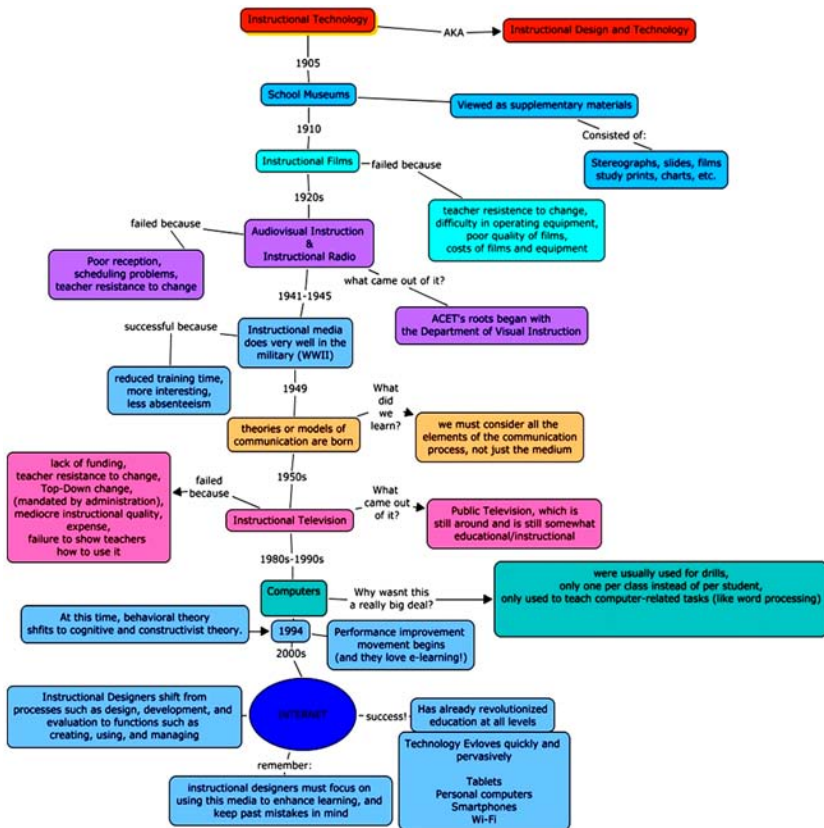 Instructional Technology
AKA
Instructional Design and Technology
1905
School Museums
Viewed as supplementary materials
Consisted of:
Stereographs, slides, films
study prints, charts, etc.
1910
Instructional Films
failed because
teacher resistence to change,
difficulty in operating equipment,
poor quality of films,
costs of films and equipment
1920s
Audiovisual Instruction
&
Instructional Radio
failed because
Poor reception,
scheduling problems,
teacher resistance to change
what came out of it?
ACET's roots began with
the Department of Visual Instruction
1941-1945
Instructional media
does very well in the
military (WWII)
successful because
reduced training time,
more interesting,
less absenteeism
1949
theories or models of
communication are born
What
did
we
learn?
we must consider all the
elements of the communication
process, not just the medium
1950s
Instructional Television
failed
because
lack of funding,
teacher resistance to change,
Top-Down change,
(mandated by administration),
mediocre instructional quality,
expense,
failure to show teachers
how to use it
What
came out
of it?
Public Television, which is
still around and is still somewhat
educational/instructional
1980s-1990s
Computers
Why wasnt this
a really big deal?
were usually used for drills,
only one per class instead of per student,
only used to teach computer-related tasks (like word processing)
At this time, behavioral theory
shfits to cognitive and constructivist theory.
1994
Performance improvement
movement begins
(and they love e-learning!)
2000s
INTERNET
Instructional Designers shift from
processes such as design, development, and
evaluation to functions such as
creating, using, and managing
success!
Has already revolutionized
education at all levels
Technology Evloves quickly and
pervasively
Tablets
Personal computers
Smartphones
Wi-Fi
remember:
instructional designers must focus on
using this media to enhance learning, and
keep past mistakes in mind